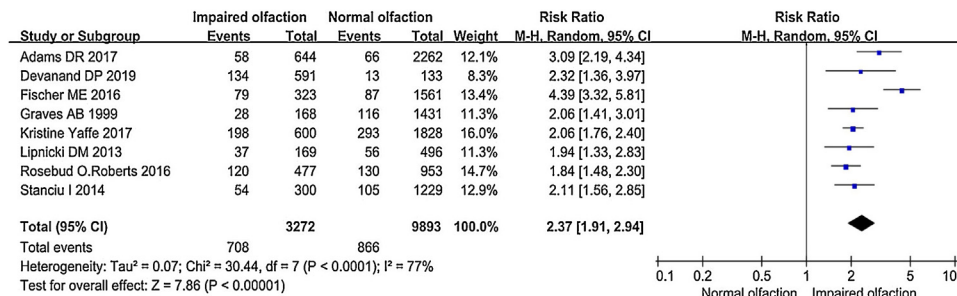 Impaired olfaction Normal olfaction Risk Ratio Risk Ratio
Study or Subgroup Events Total Events Total Weight M-H, Random, 95% CI M-H, Random, 95% CI
Adams DR 2017 58 644 66 2262 12.1% 3.09 [2.19, 4.34]
Devanand DP 2019 134 591 13 133 8.3% 2.32 [1.36, 3.97]
Fischer ME 2016 79 323 87 1561 13.4% 4.39 [3.32, 5.81]
Graves AB 1999 28 168 116 1431 11.3% 2.06 [1.41, 3.01]
Kristine Yaffe 2017 198 600 293 1828 16.0% 2.06 [1.76, 2.40]
Lipnicki DM 2013 37 169 56 496 11.3% 1.94 [1.33, 2.83]
Rosebud O.Roberts 2016 120 477 130 953 14.7% 1.84 [1.48, 2.30]
Stanciu I 2014 54 300 105 1229 12.9% 2.11 [1.56, 2.85]
Total (95% CI) 3272 9893 100.0% 2.37 [1.91, 2.94]
Total events 708 866
Heterogeneity: Tau² = 0.07; Chi² = 30.44, df = 7 (P < 0.0001); I² = 77%
Test for overall effect: Z = 7.86 (P < 0.00001)
0.1 0.2 0.5 1 2 5 10
Normal olfaction Impaired olfaction